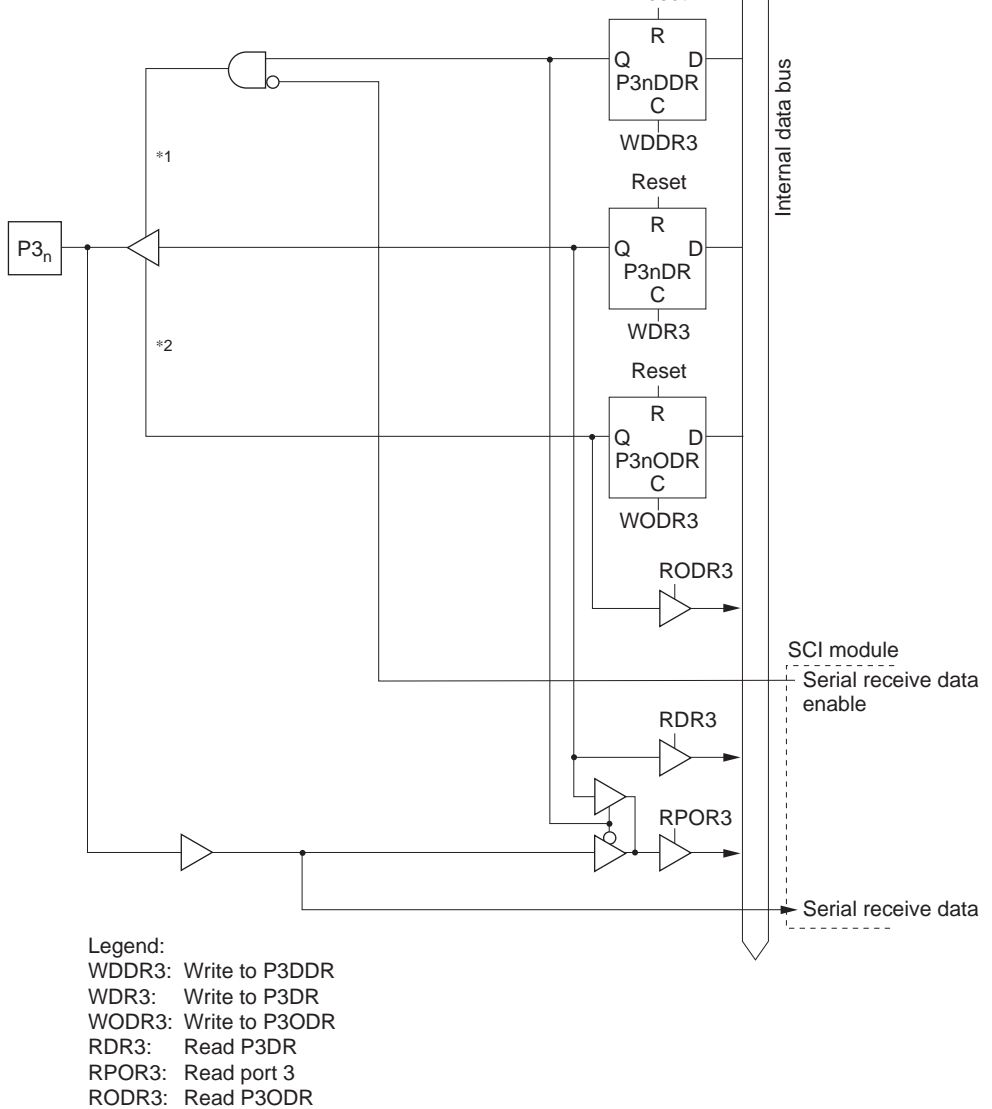 R
Q D
P3nDDR
C
WDDR3
Internal data bus
*1
Reset
R
Q D
P3nDR
C
WDR3
P3n
*2
Reset
R
Q D
P3nODR
C
WODR3
RODR3
SCI module
Serial receive data
enable
RDR3
RPOR3
Serial receive data
Legend:
WDDR3: Write to P3DDR
WDR3: Write to P3DR
WODR3: Write to P3ODR
RDR3: Read P3DR
RPOR3: Read port 3
RODR3: Read P3ODR